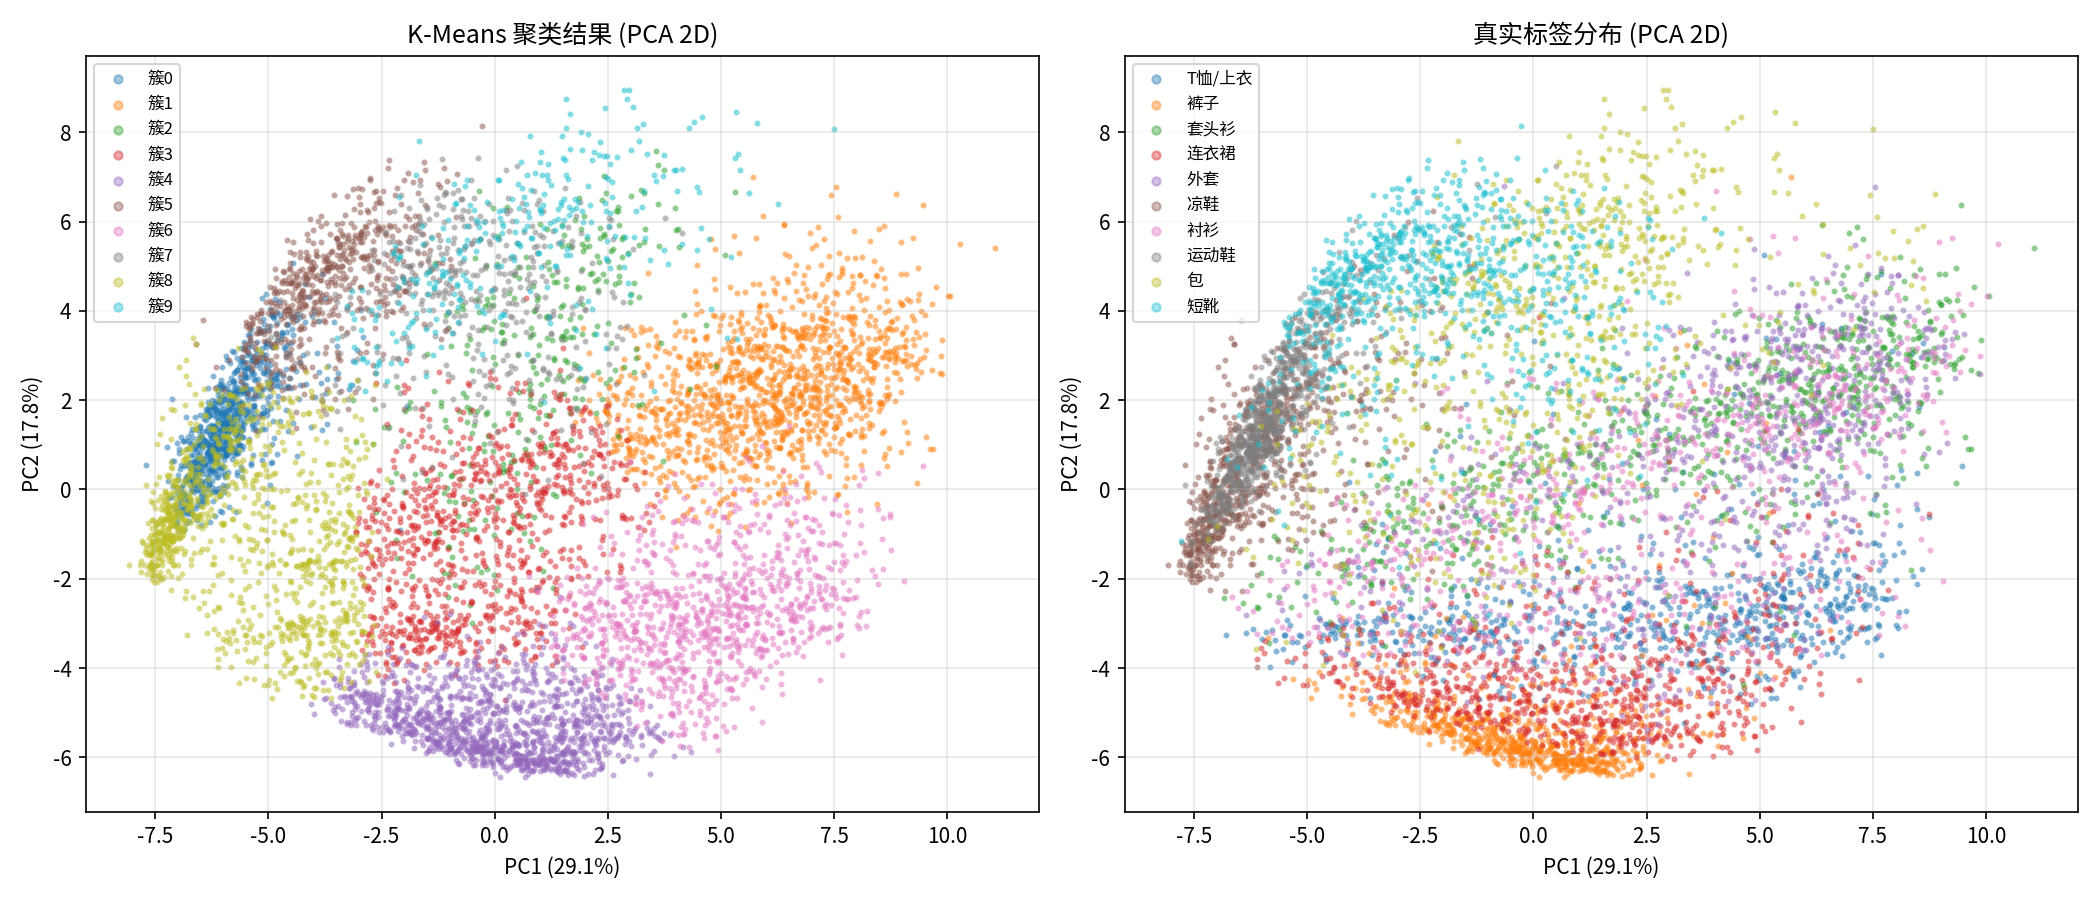 K-Means 聚类结果 (PCA 2D)
簇0
簇1
簇2
簇3
簇4
簇5
簇6
簇7
簇8
簇9
8
6
4
2
0
-2
-4
-6
PC2 (17.8%)
-7.5 -5.0 -2.5 0.0 2.5 5.0 7.5 10.0
PC1 (29.1%)
真实标签分布 (PCA 2D)
T恤/上衣
裤子
套头衫
连衣裙
外套
凉鞋
衬衫
运动鞋
包
短靴
8
6
4
2
0
-2
-4
-6
PC2 (17.8%)
-7.5 -5.0 -2.5 0.0 2.5 5.0 7.5 10.0
PC1 (29.1%)